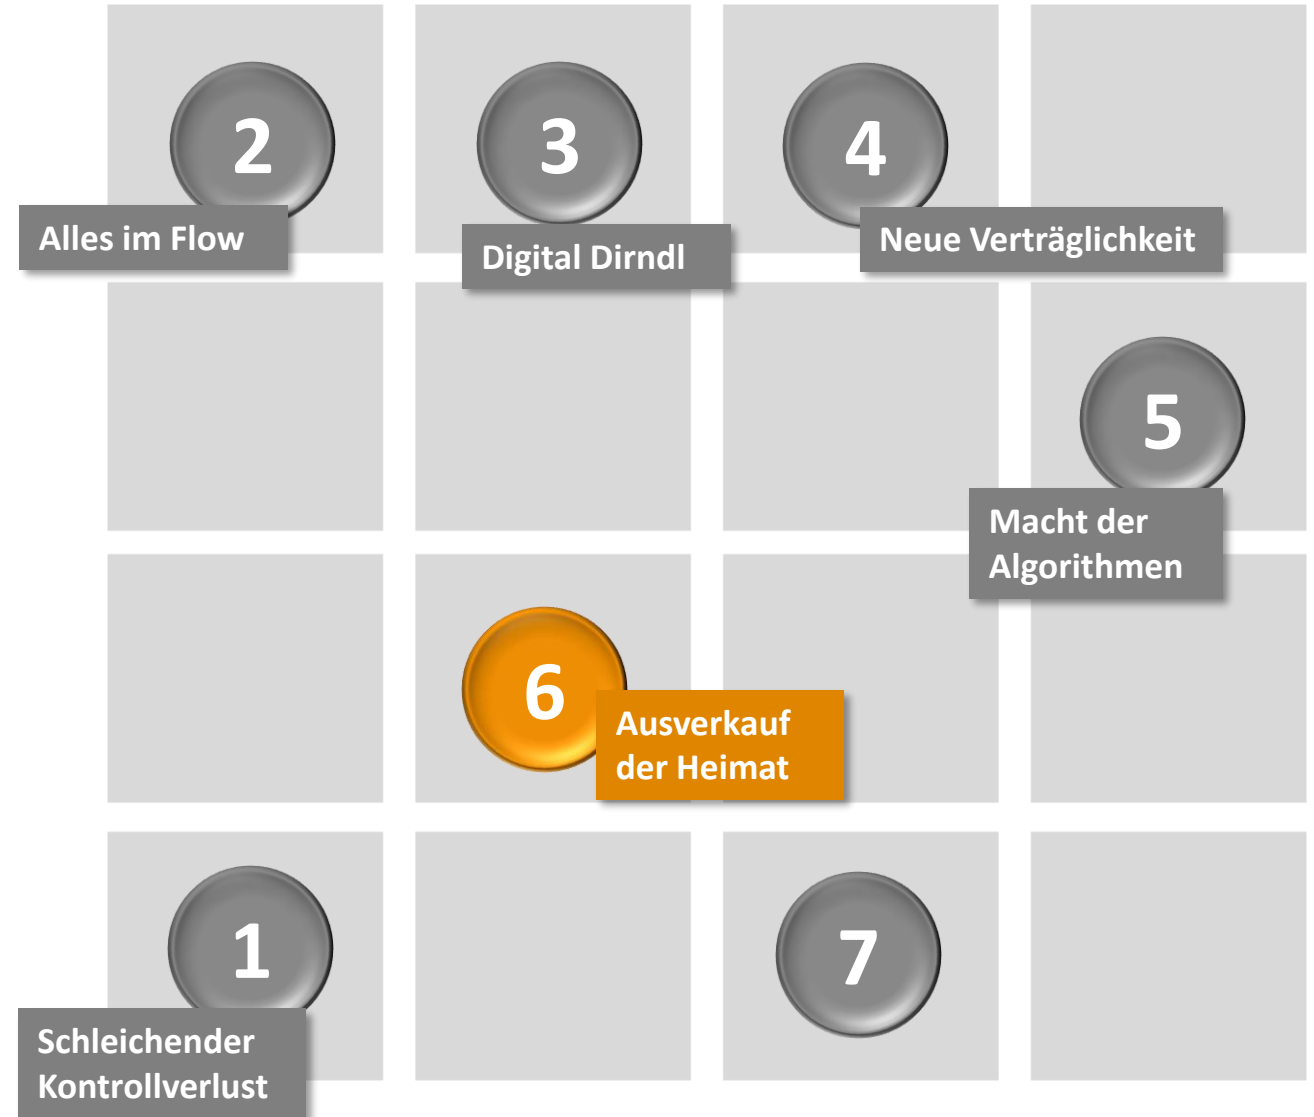 2
Alles im Flow
3
Digital Dirndl
4
Neue Verträglichkeit
5
Macht der
Algorithmen
6
Ausverkauf
der Heimat
1
Schleichender
Kontrollverlust
7